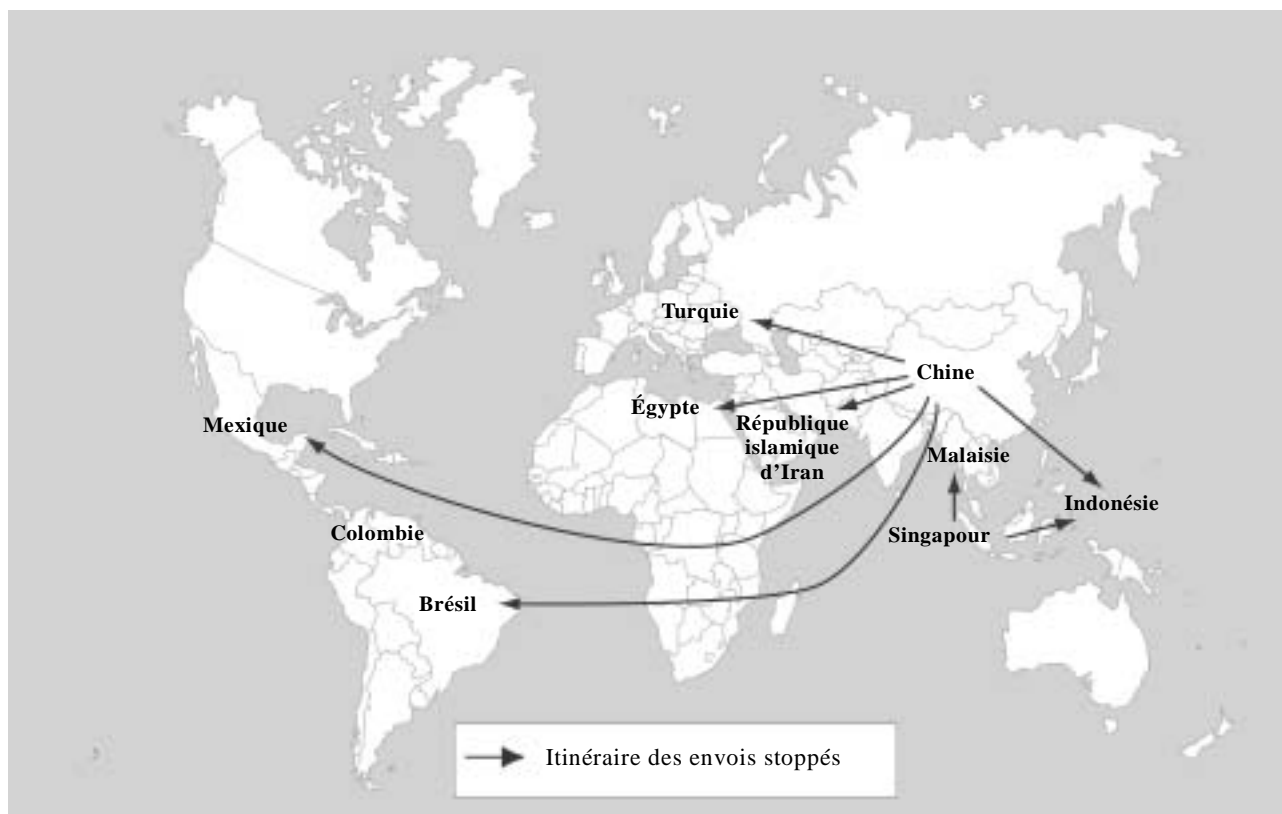 Turquie
Chine
Égypte
République
islamique
d’Iran
Mexique
Malaisie
Indonésie
Colombie
Singapour
Brésil
Itinéraire des envois stoppés